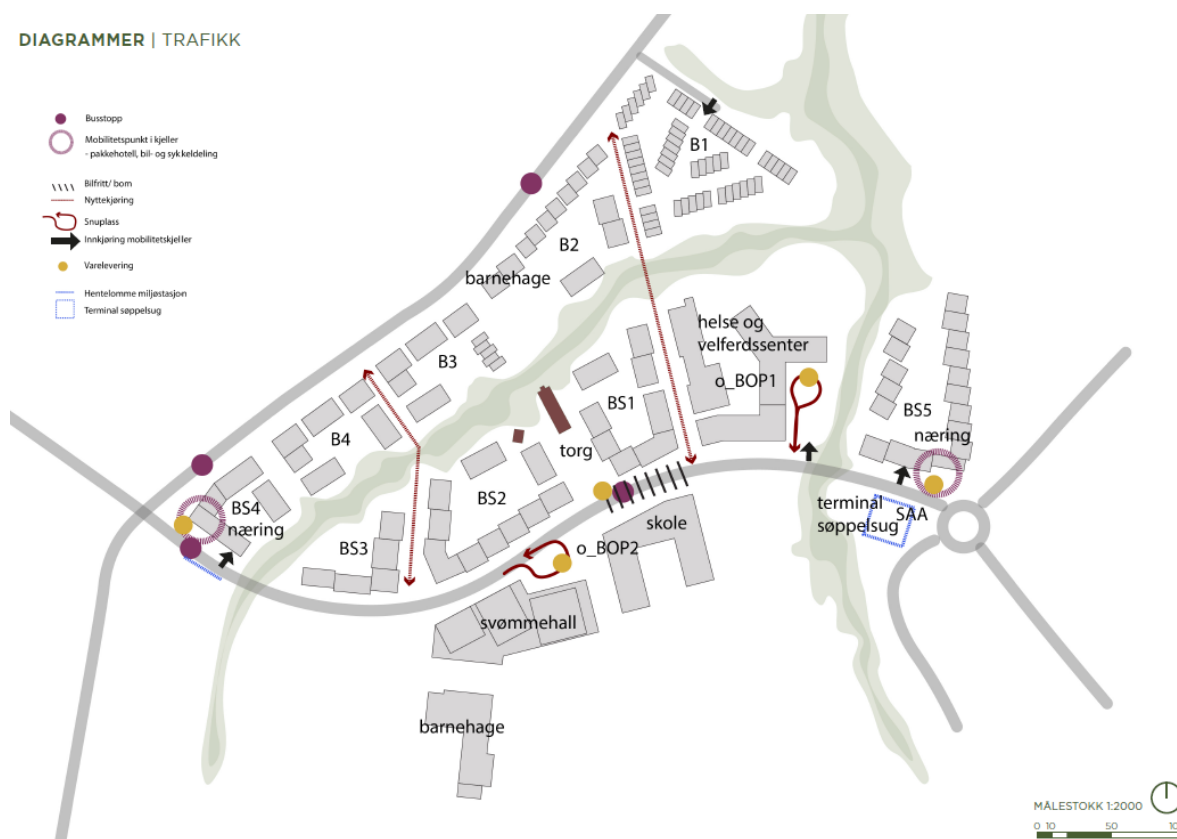 DIAGRAMMER | TRAFIKK
Busstopp
Mobilitetspunkt i kjeller
- pakkehotell, bil- og sykkeldeling
Bilfritt/ bom
Nyttekjøring
Snuplass
Innkjøring mobilitetskjeller
Varelevering
Hentelomme miljøstasjon
Terminal søppelsug
B1
B2
barnehage
helse og
velferdssenter
B3
o_BOP1
BS1
BS5
næring
B4
torg
BS2
BS4
næring
skole
terminal
søppelsug
SAA
BS3
o_BOP2
svømmehall
barnehage
MÅLESTOKK 1:2000
0 10 50 10